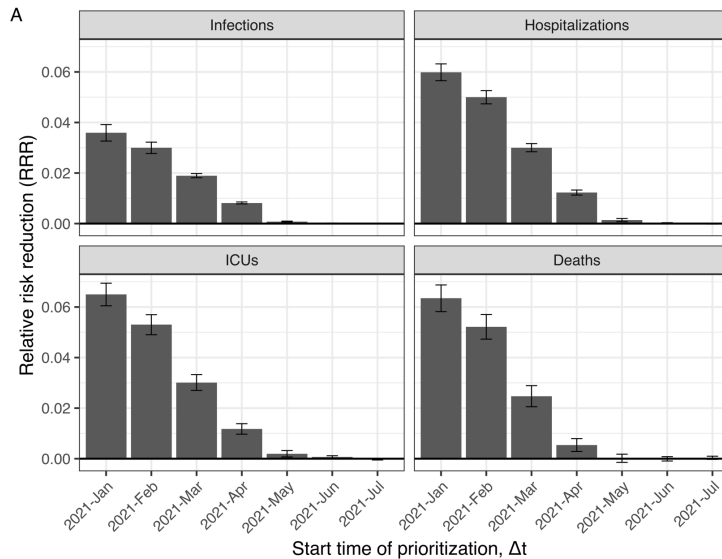 A
Infections
Hospitalizations
0.06
0.04
0.02
0.00
ICUs
Deaths
0.06
0.04
0.02
0.00
Relative risk reduction (RRR)
2021-Jan
2021-Feb
2021-Mar
2021-Apr
2021-May
2021-Jun
2021-Jul
2021-Jan
2021-Feb
2021-Mar
2021-Apr
2021-May
2021-Jun
2021-Jul
Start time of prioritization, Δt